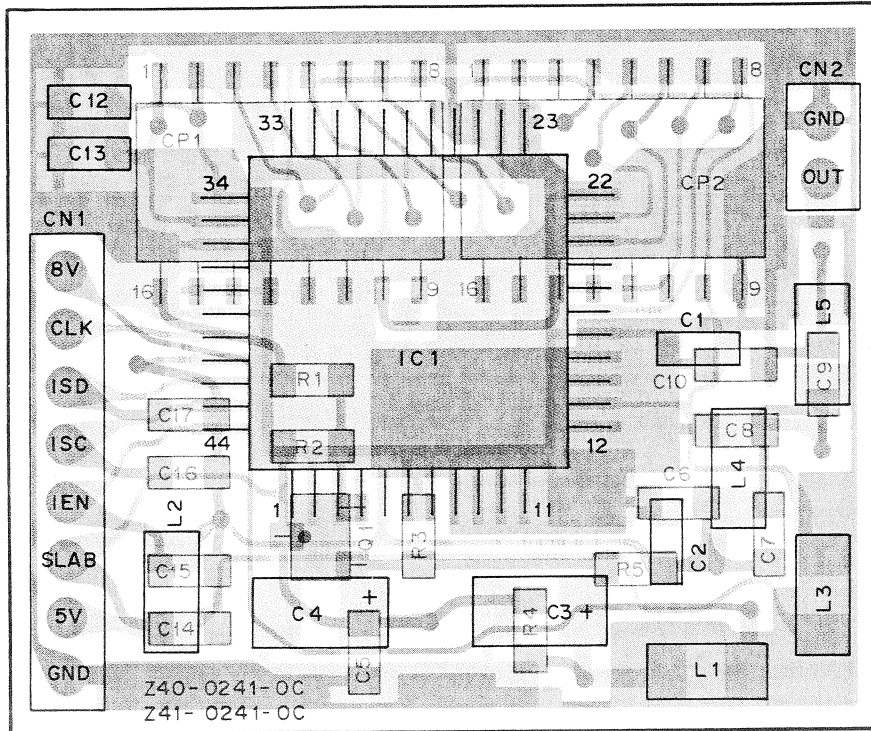 1 8 1 8
CN2
C12
C13
CP1
33
23
GND
34
22
CP2
OUT
CN1
8V
16 9 16 9
CLK
C1
L5
IC1
C10
C9
ISD
R1
C17
44
R2
12
C8
ISC
C16
L4
C6
IEN
1
11
L2
Q1
R3
C2
C7
SLAB
C15
R5
5V
C14
C4
+
C3+
R4
L3
C5
GND
L1
Z40-0241-0C
Z41-0241-0C